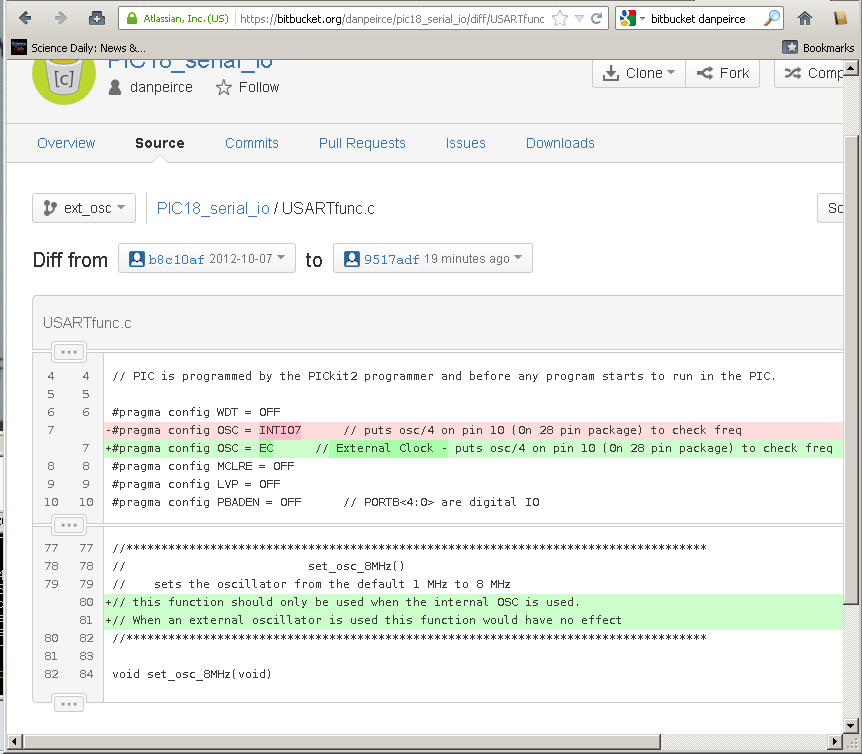 Atlassian, Inc. (US) https://bitbucket.org/danpeirce/pic18_serial_io/diff/USARTfunc bitbucket danpeirce
Science Daily: News &... Bookmarks
PIC18_serial_io
[c] danpeirce Follow Clone Fork Comp
Overview Source Commits Pull Requests Issues Downloads
ext_osc PIC18_serial_io / USARTfunc.c So
Diff from b8c10af 2012-10-07 to 9517adf 19 minutes ago
USARTfunc.c
4 4 // PIC is programmed by the PICkit2 programmer and before any program starts to run in the PIC.
5 5
6 6 #pragma config WDT = OFF
7 -#pragma config OSC = INTIO7 // puts osc/4 on pin 10 (0n 28 pin package) to check freq
7 +#pragma config OSC = EC // External Clock - puts osc/4 on pin 10 (0n 28 pin package) to check freq
8 8 #pragma config MCLRE = OFF
9 9 #pragma config LVP = OFF
10 10 #pragma config PBADEN = OFF // PORTB<4:0> are digital IO
77 77 //***********************************************************************************
78 78 // set_osc_8MHz()
79 79 // sets the oscillator from the default 1 MHz to 8 MHz
80 +// this function should only be used when the internal OSC is used.
81 +// When an external oscillator is used this function would have no effect
80 82 //***********************************************************************************
81 83
82 84 void set_osc_8MHz(void)